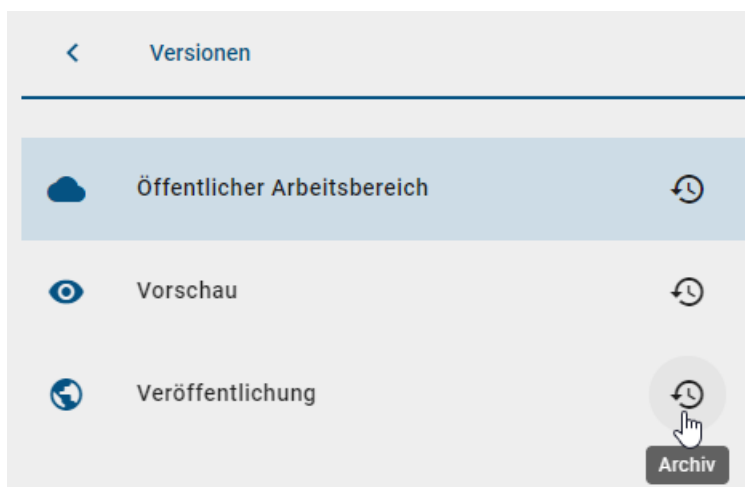 Versionen
Öffentlicher Arbeitsbereich
Vorschau
Veröffentlichung
Archiv